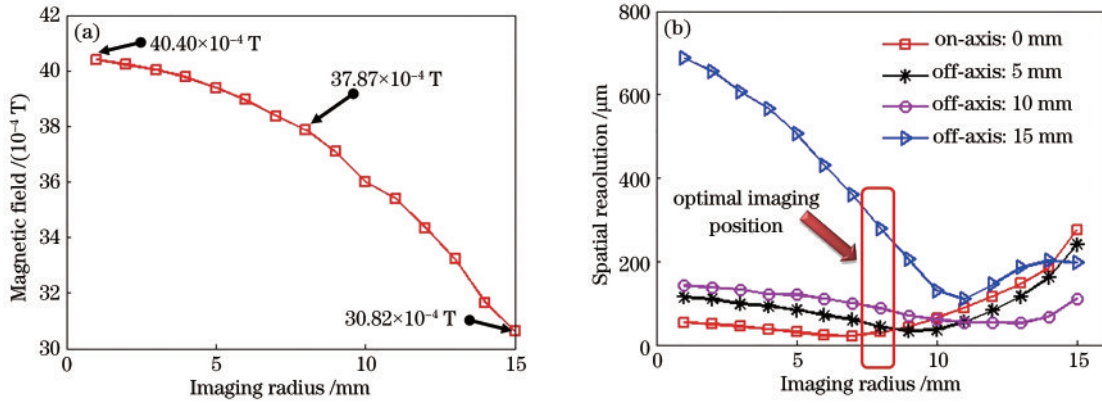 (a)
42
40
38
36
34
32
30
0
5
10
15
Magnetic field /(10⁻⁴ T)
Imaging radius /mm
40.40×10⁻⁴ T
37.87×10⁻⁴ T
30.82×10⁻⁴ T
(b)
800
600
400
200
0
0
5
10
15
Spatial reaolution /μm
Imaging radius /mm
on-axis: 0 mm
off-axis: 5 mm
off-axis: 10 mm
off-axis: 15 mm
optimal imaging
position